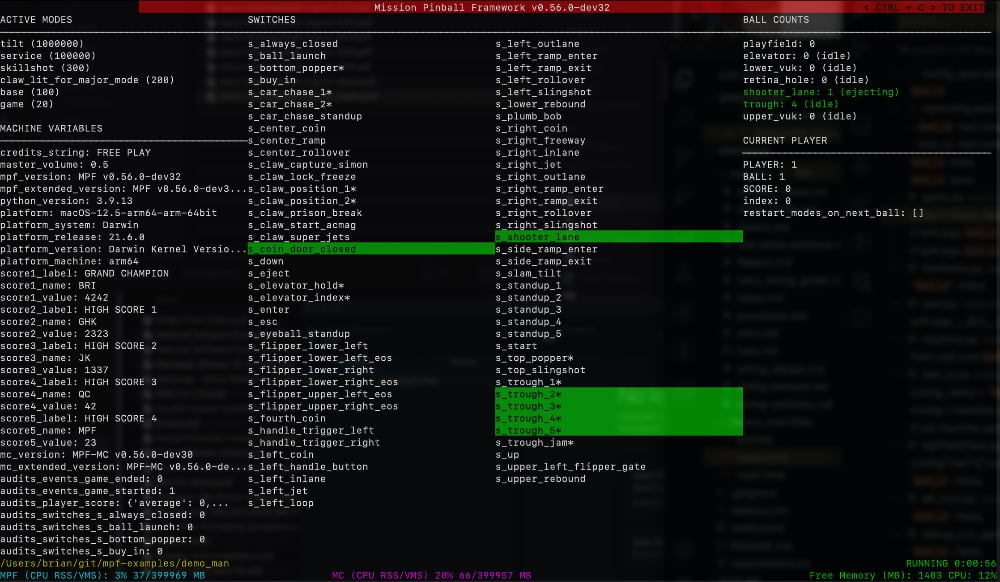 Mission Pinball Framework v0.56.0-dev32
< CTRL + C > TO EXIT
ACTIVE MODES
tilt (1000000)
service (100000)
skillshot (300)
claw_lit_for_major_mode (200)
base (100)
game (20)
MACHINE VARIABLES
credits_string: FREE PLAY
master_volume: 0.5
mpf_version: MPF v0.56.0-dev32
mpf_extended_version: MPF v0.56.0-dev3...
python_version: 3.9.13
platform: macOS-12.5-arm64-arm-64bit
platform_system: Darwin
platform_release: 21.6.0
platform_version: Darwin Kernel Versio...
platform_machine: arm64
score1_label: GRAND CHAMPION
score1_name: BRI
score1_value: 4242
score2_label: HIGH SCORE 1
score2_name: GHK
score2_value: 2323
score3_label: HIGH SCORE 2
score3_name: JK
score3_value: 1337
score4_label: HIGH SCORE 3
score4_name: QC
score4_value: 42
score5_label: HIGH SCORE 4
score5_name: MPF
score5_value: 23
mc_version: MPF-MC v0.56.0-dev30
mc_extended_version: MPF-MC v0.56.0-de...
audits_events_game_ended: 0
audits_events_game_started: 1
audits_player_score: {'average': 0,...
audits_switches_s_always_closed: 0
audits_switches_s_ball_launch: 0
audits_switches_s_bottom_popper: 0
audits_switches_s_buy_in: 0
SWITCHES
s_always_closed
s_ball_launch
s_bottom_popper*
s_buy_in
s_car_chase_1*
s_car_chase_2*
s_car_chase_standup
s_center_coin
s_center_ramp
s_center_rollover
s_claw_capture_simon
s_claw_lock_freeze
s_claw_position_1*
s_claw_position_2*
s_claw_prison_break
s_claw_start_acmag
s_claw_super_jets
s_coin_door_closed
s_down
s_eject
s_elevator_hold*
s_elevator_index*
s_enter
s_esc
s_eyeball_standup
s_flipper_lower_left
s_flipper_lower_left_eos
s_flipper_lower_right
s_flipper_lower_right_eos
s_flipper_upper_left_eos
s_flipper_upper_right_eos
s_fourth_coin
s_handle_trigger_left
s_handle_trigger_right
s_left_coin
s_left_handle_button
s_left_inlane
s_left_jet
s_left_loop
s_left_outlane
s_left_ramp_enter
s_left_ramp_exit
s_left_rollover
s_left_slingshot
s_lower_rebound
s_plumb_bob
s_right_coin
s_right_freeway
s_right_inlane
s_right_jet
s_right_outlane
s_right_ramp_enter
s_right_ramp_exit
s_right_rollover
s_right_slingshot
s_shooter_lane
s_side_ramp_enter
s_side_ramp_exit
s_slam_tilt
s_standup_1
s_standup_2
s_standup_3
s_standup_4
s_standup_5
s_start
s_top_popper*
s_top_slingshot
s_trough_1*
s_trough_2*
s_trough_3*
s_trough_4*
s_trough_5*
s_trough_jam*
s_up
s_upper_left_flipper_gate
s_upper_rebound
BALL COUNTS
playfield: 0
elevator: 0 (idle)
lower_vuk: 0 (idle)
retina_hole: 0 (idle)
shooter_lane: 1 (ejecting)
trough: 4 (idle)
upper_vuk: 0 (idle)
CURRENT PLAYER
PLAYER: 1
BALL: 1
SCORE: 0
index: 0
restart_modes_on_next_ball: []
/Users/brian/git/mpf-examples/demo_man
RUNNING 0:00:56
MPF (CPU RSS/VMS): 3% 37/399969 MB
MC (CPU RSS/VMS) 20% 66/399957 MB
Free Memory (MB): 1403 CPU: 12%